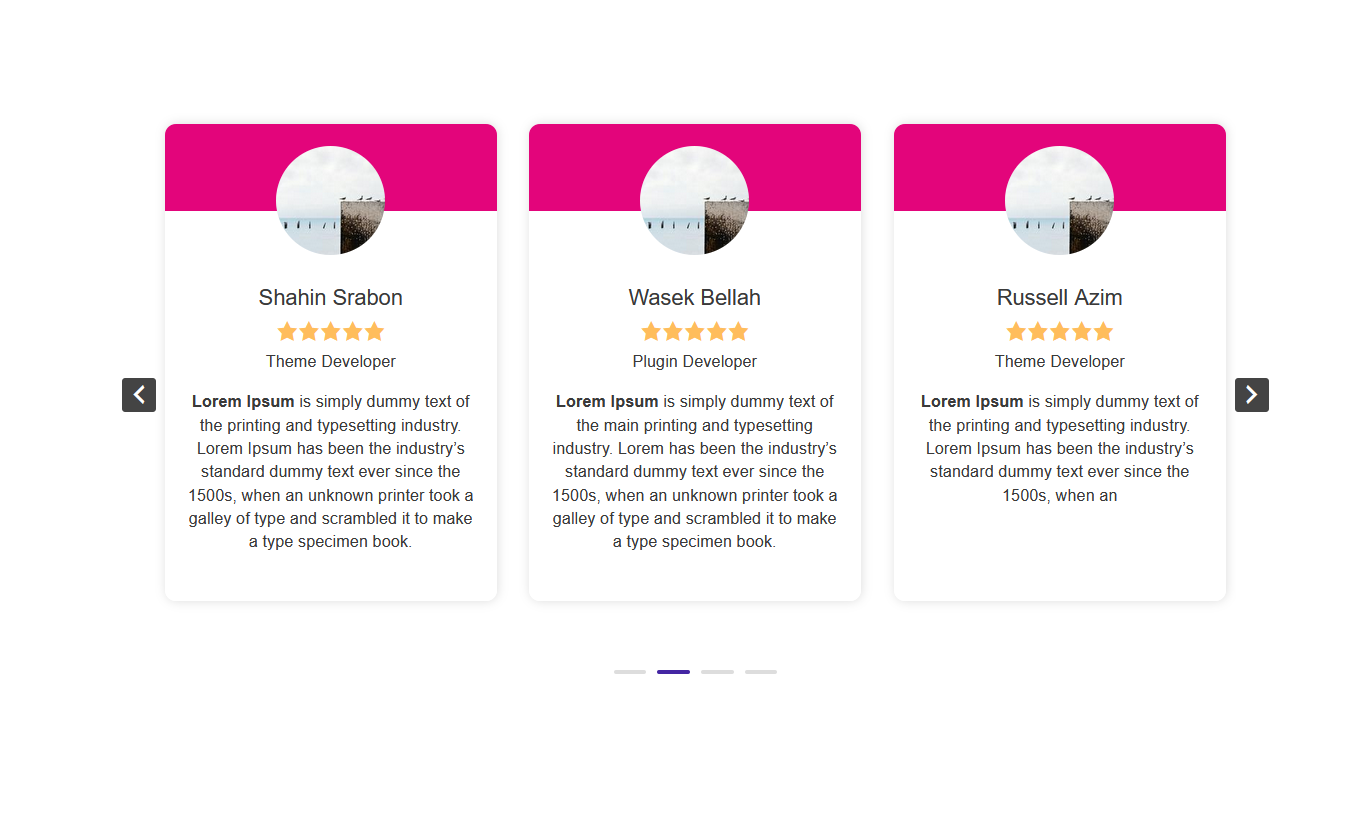 Shahin Srabon
Theme Developer
Lorem Ipsum is simply dummy text of
the printing and typesetting industry.
Lorem Ipsum has been the industry’s
standard dummy text ever since the
1500s, when an unknown printer took a
galley of type and scrambled it to make
a type specimen book.
Wasek Bellah
Plugin Developer
Lorem Ipsum is simply dummy text of
the main printing and typesetting
industry. Lorem has been the industry’s
standard dummy text ever since the
1500s, when an unknown printer took a
galley of type and scrambled it to make
a type specimen book.
Russell Azim
Theme Developer
Lorem Ipsum is simply dummy text of
the printing and typesetting industry.
Lorem Ipsum has been the industry’s
standard dummy text ever since the
1500s, when an